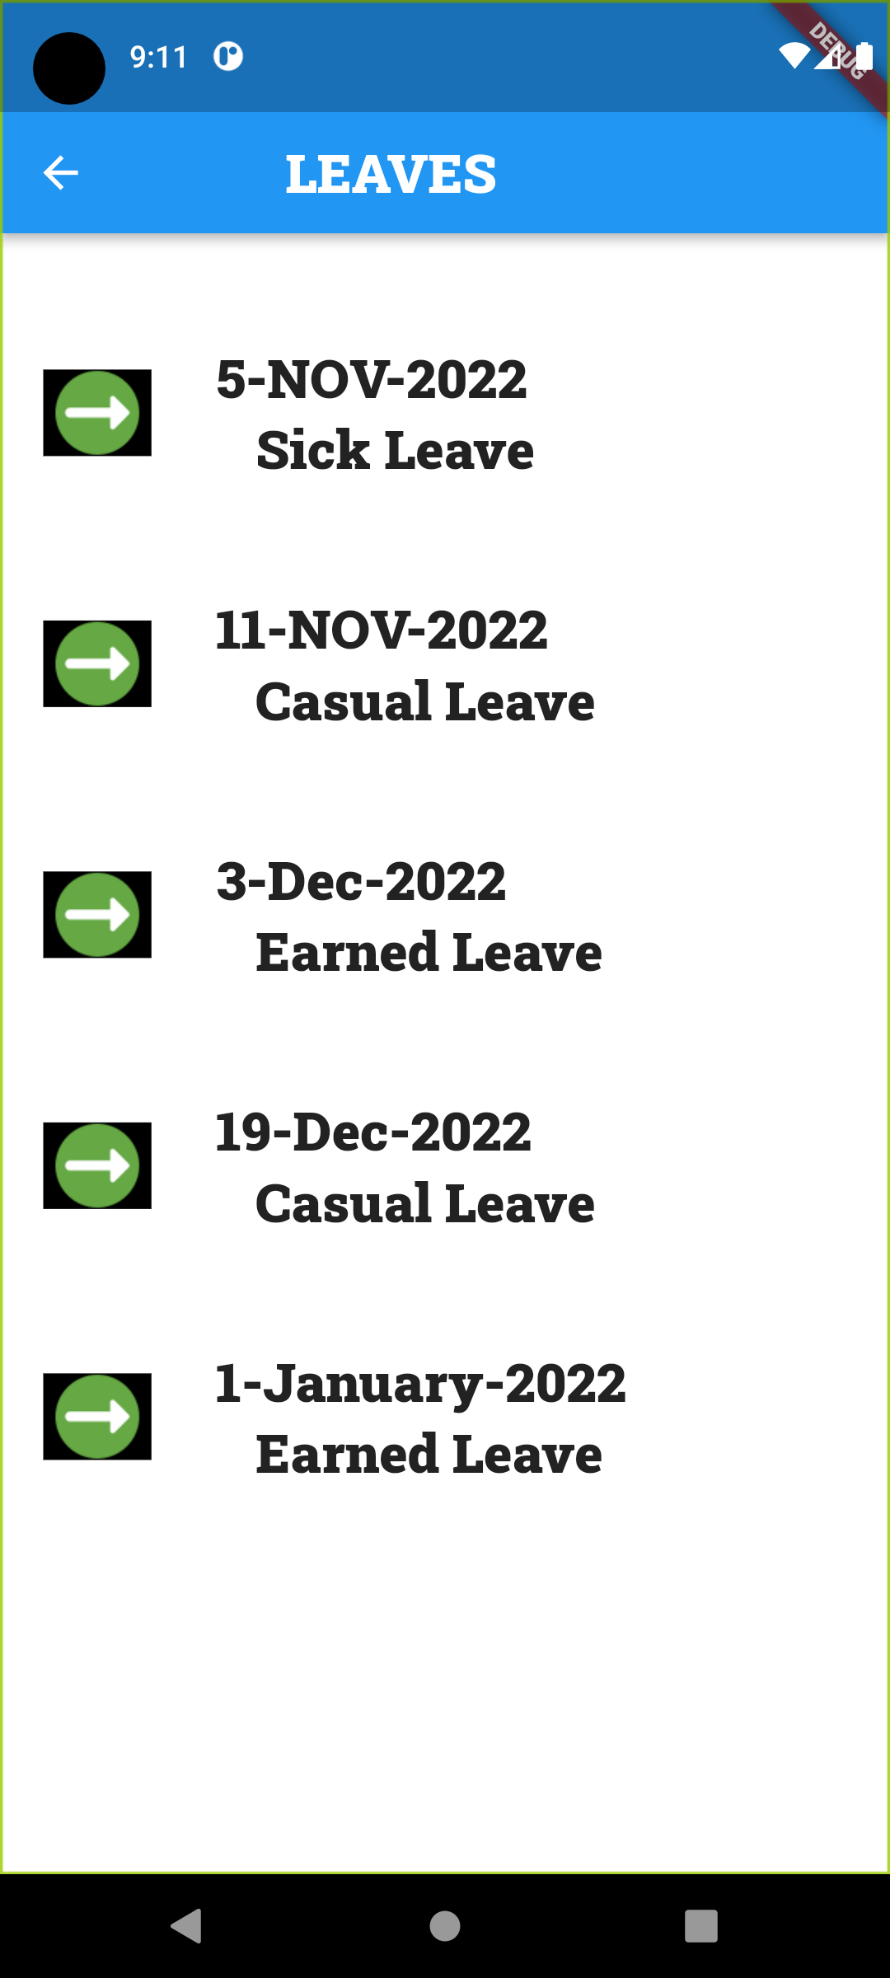 9:11
DEBUG
LEAVES
5-NOV-2022
Sick Leave
11-NOV-2022
Casual Leave
3-Dec-2022
Earned Leave
19-Dec-2022
Casual Leave
1-January-2022
Earned Leave